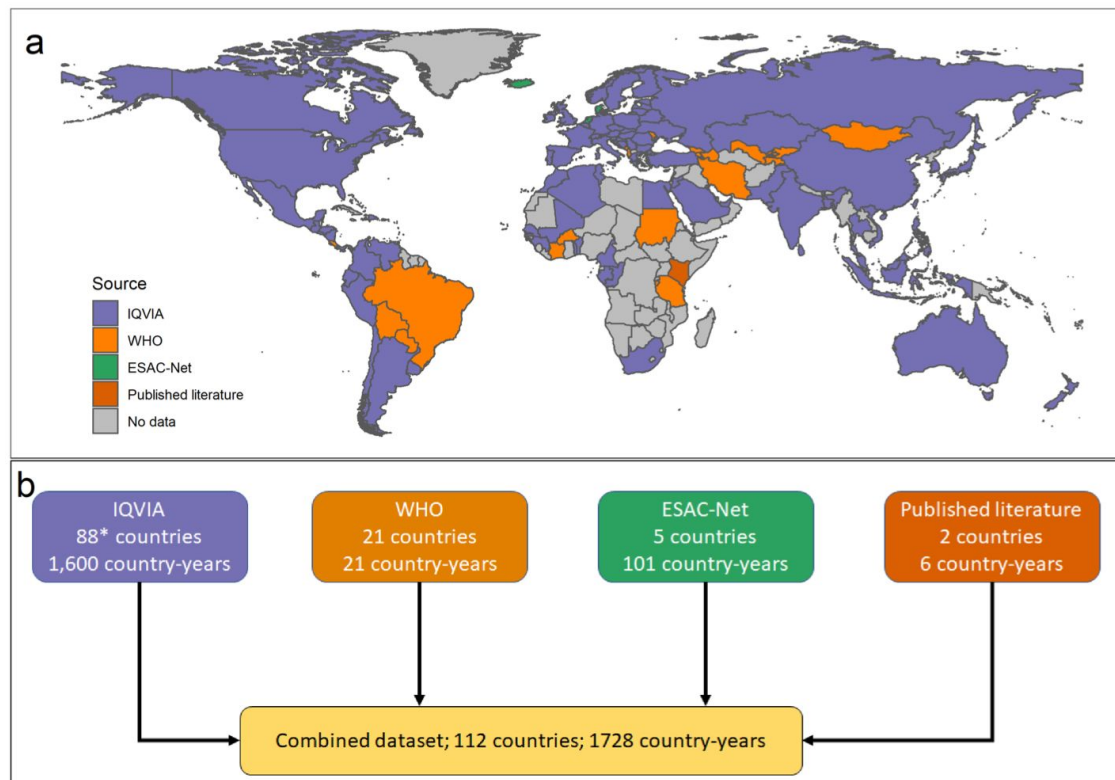 a
Source
IQVIA
WHO
ESAC-Net
Published literature
No data
b
IQVIA
88* countries
1,600 country-years
WHO
21 countries
21 country-years
ESAC-Net
5 countries
101 country-years
Published literature
2 countries
6 country-years
Combined dataset; 112 countries; 1728 country-years